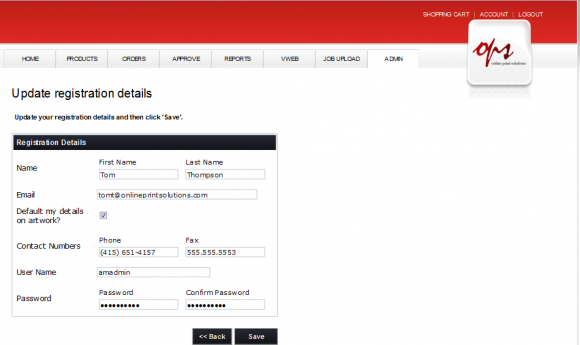 SHOPPING CART | ACCOUNT | LOGOUT
ops
online print solutions
HOME PRODUCTS ORDERS APPROVE REPORTS VWEB JOB UPLOAD ADMIN
Update registration details
Update your registration details and then click 'Save'.
Registration Details
First Name Last Name
Name Tom Thompson
Email tomt@onlineprintsolutions.com
Default my details
on artwork?
Phone Fax
Contact Numbers (415) 651-4157 555.555.5553
User Name amadmin
Password Confirm Password
Password •••••••••• ••••••••••
<< Back Save